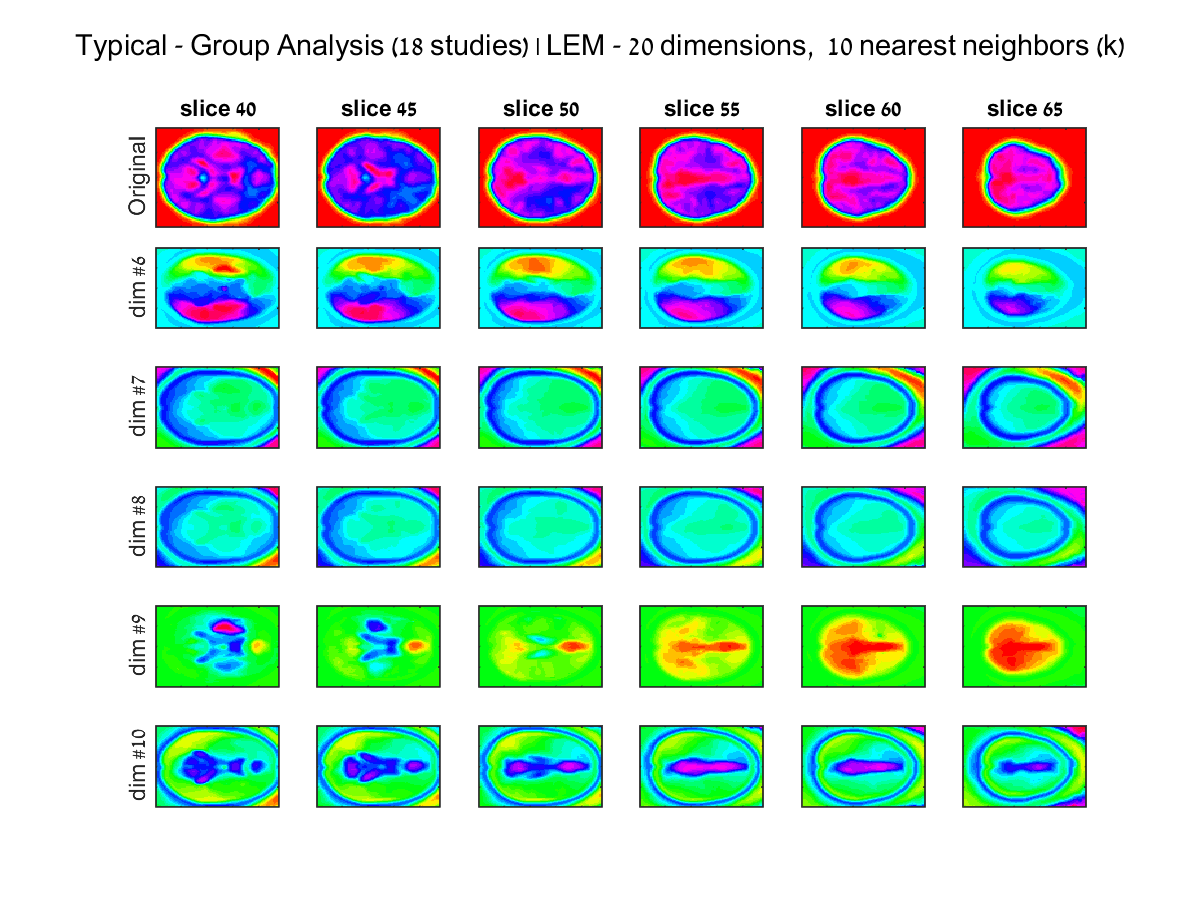 Typical - Group Analysis (18 studies) | LEM - 20 dimensions, 10 nearest neighbors (k)
slice 40 slice 45 slice 50 slice 55 slice 60 slice 65
Original
dim #6
dim #7
dim #8
dim #9
dim #10